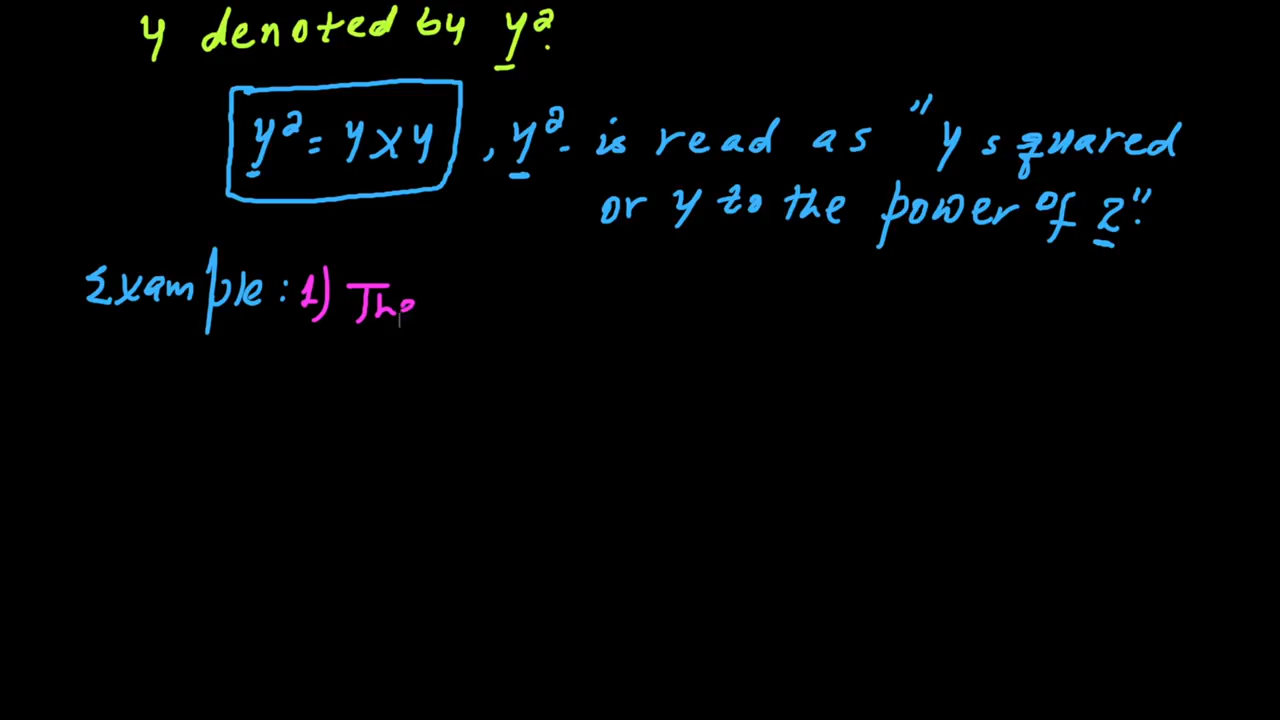 y denoted by y².
y² = y x y , y² - is read as "y squared
or y to the power of 2".
Example : 1) The